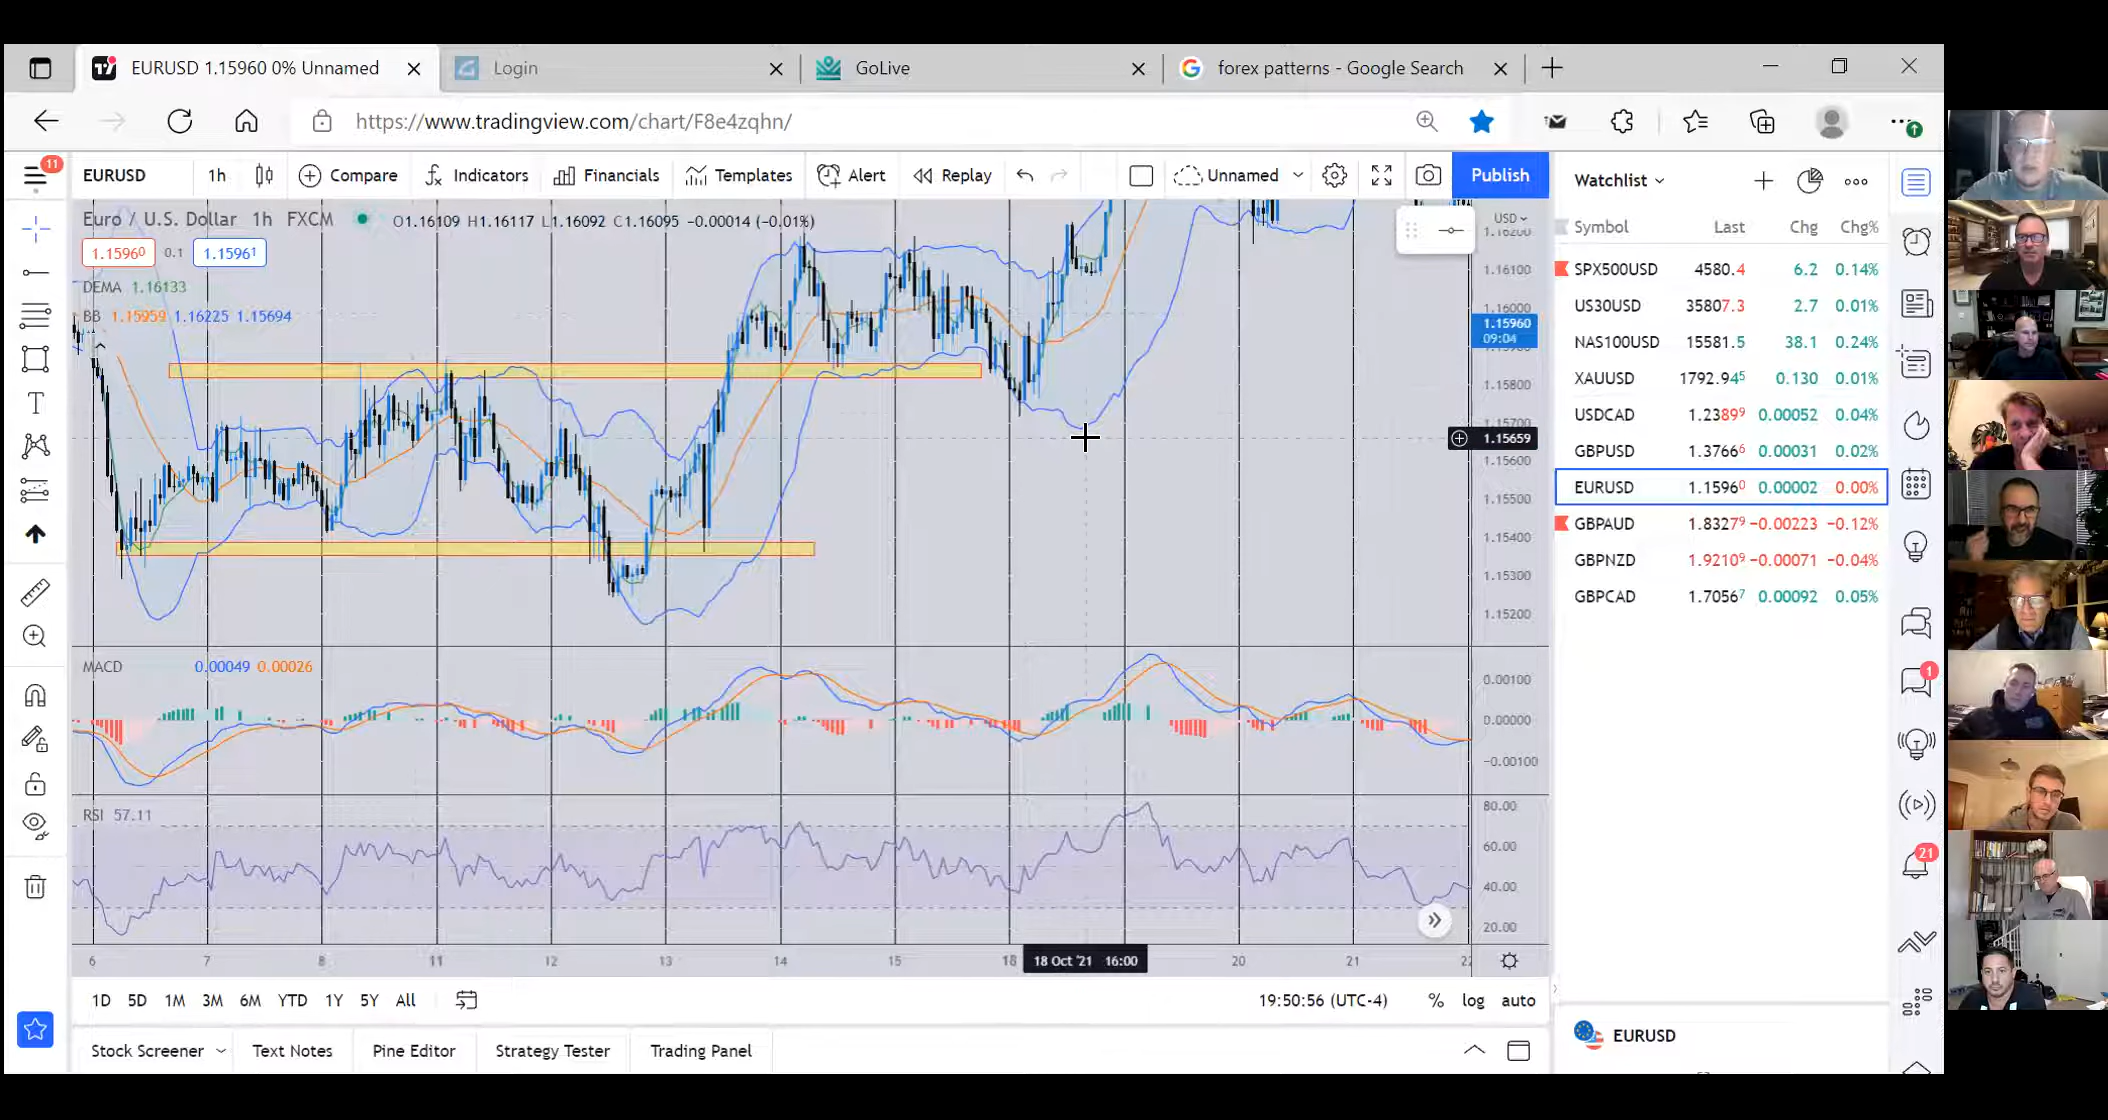 EURUSD 1.15960 0% Unnamed
Login
GoLive
forex patterns - Google Search
https://www.tradingview.com/chart/F8e4zqhn/
11
EURUSD
1h
Compare
Indicators
Financials
Templates
Alert
Replay
Unnamed
Publish
Euro / U.S. Dollar 1h FXCM
O1.16109 H1.16117 L1.16092 C1.16095 -0.00014 (-0.01%)
1.15960
0.1
1.15961
DEMA 1.16133
BB 1.15959 1.16225 1.15694
USD
1.16200
1.16100
1.16000
1.15960
09:04
1.15800
1.15659
1.15600
1.15500
1.15400
1.15300
1.15200
MACD 0.00049 0.00026
0.00100
0.00000
-0.00100
RSI 57.11
80.00
60.00
40.00
20.00
6 7 8 11 12 13 14 15 18 18 Oct '21 16:00 20 21 22
1D 5D 1M 3M 6M YTD 1Y 5Y All
19:50:56 (UTC-4)
% log auto
Stock Screener
Text Notes
Pine Editor
Strategy Tester
Trading Panel
Watchlist
Symbol Last Chg Chg%
SPX500USD 4580.4 6.2 0.14%
US30USD 35807.3 2.7 0.01%
NAS100USD 15581.5 38.1 0.24%
XAUUSD 1792.945 0.130 0.01%
USDCAD 1.23899 0.00052 0.04%
GBPUSD 1.37666 0.00031 0.02%
EURUSD 1.15960 0.00002 0.00%
GBPAUD 1.83279 -0.00223 -0.12%
GBPNZD 1.92109 -0.00071 -0.04%
GBPCAD 1.70567 0.00092 0.05%
1
21
EURUSD